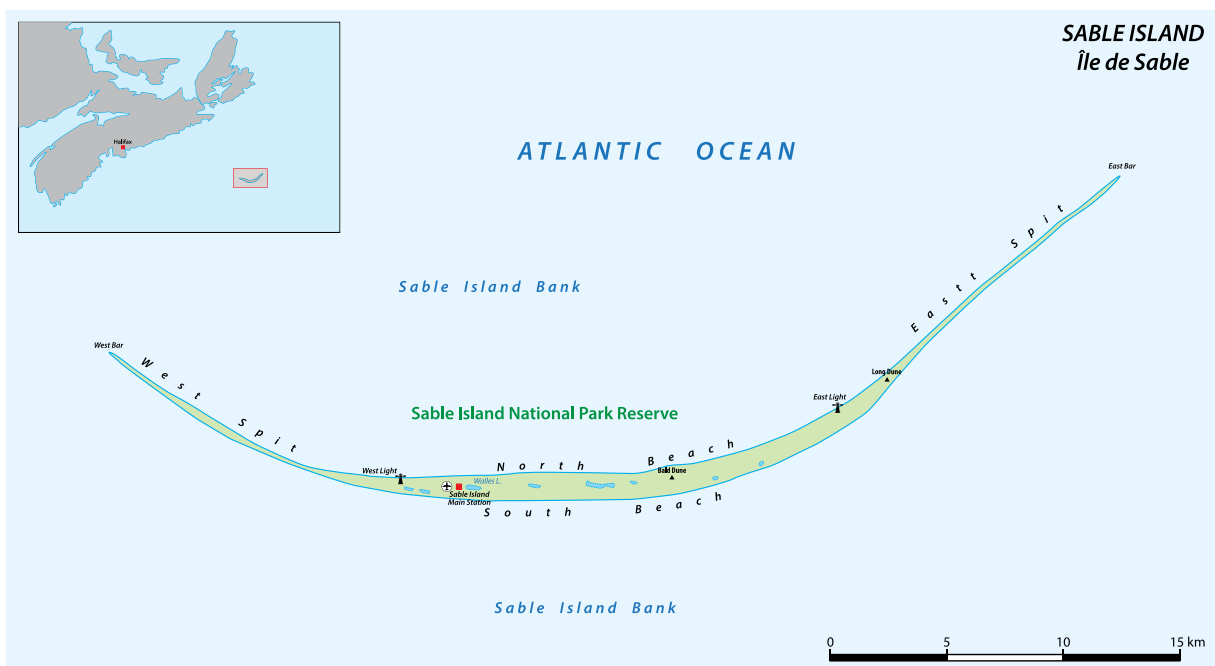 SABLE ISLAND
Île de Sable
Halifax
ATLANTIC OCEAN
East Bar
East Spit
Sable Island Bank
West Bar
West Spit
Long Dune
East Light
Sable Island National Park Reserve
North Beach
West Light
Bald Dune
Walles L.
Sable Island
Main Station
South Beach
Sable Island Bank
0 5 10 15 km